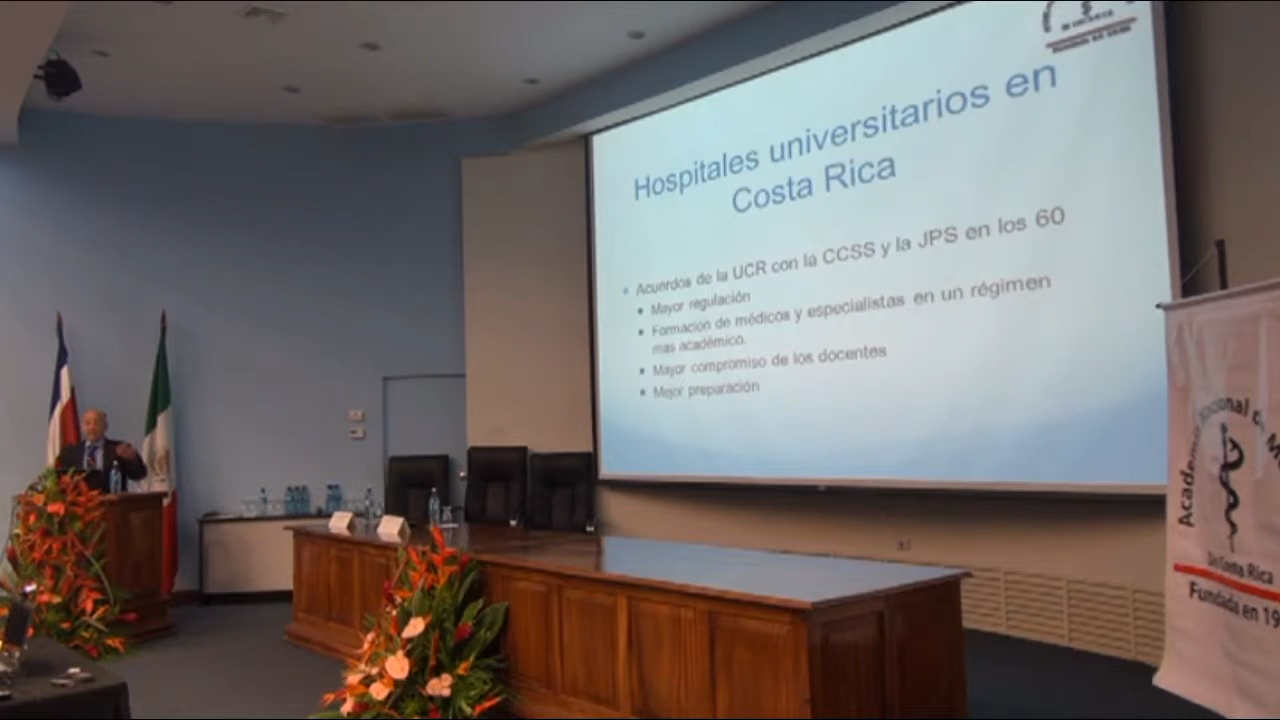 Hospitales universitarios en
Costa Rica
Acuerdos de la UCR con la CCSS y la JPS en los 60
Mayor regulación
Formación de médicos y especialistas en un régimen
mas académico.
Mayor compromiso de los docentes
Mejor preparación
Academia Nacional de M
De Costa Rica
Fundada en 19